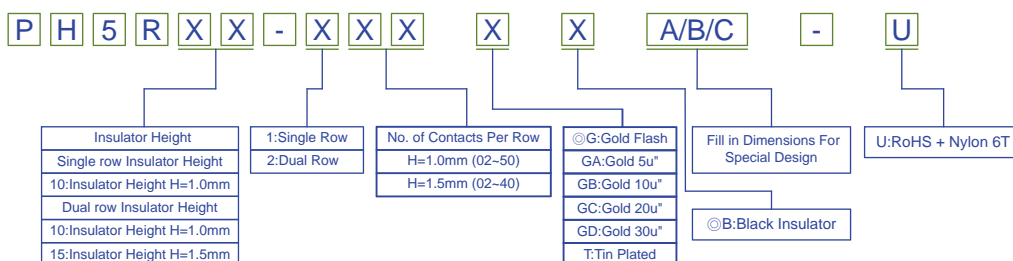 P H 5 R X X - X X X X X A/B/C - U
Insulator Height
Single row Insulator Height
10:Insulator Height H=1.0mm
Dual row Insulator Height
10:Insulator Height H=1.0mm
15:Insulator Height H=1.5mm
1:Single Row
2:Dual Row
No. of Contacts Per Row
H=1.0mm (02~50)
H=1.5mm (02~40)
◎G:Gold Flash
GA:Gold 5u"
GB:Gold 10u"
GC:Gold 20u"
GD:Gold 30u"
T:Tin Plated
Fill in Dimensions For
Special Design
◎B:Black Insulator
U:RoHS + Nylon 6T